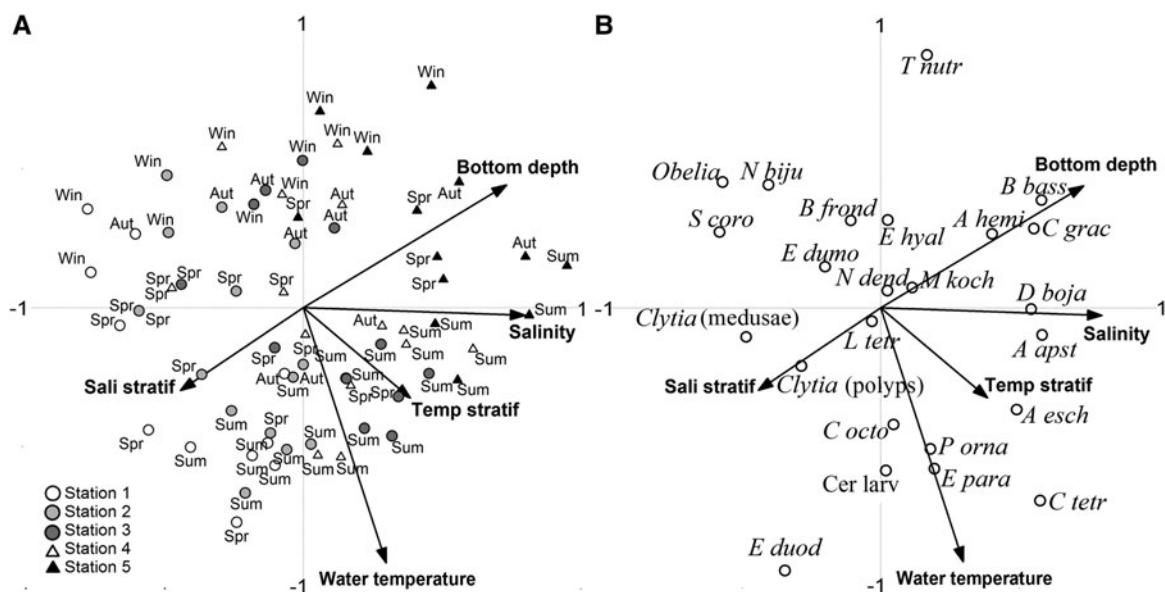 A
B
1
1
Win
Win
T nutr
Win
Win
Win
Win
Win
Bottom depth
Bottom depth
Win
Obelia
N biju
B bass
Win
Aut
Win
Aut
Aut
Spr
Aut
Spr
S coro
B frond
A hemi
C grac
Aut
Win
Win
Aut
Aut
E hyal
E dumo
Win
Spr
Aut
Sum
Spr
Spr
Spr
Spr
Spr
Spr
N dend
M koch
-1
1
-1
1
Spr
Spr
Sum
D boja
Salinity
Salinity
Aut
Sum
Sum
Clytia (medusae)
L tetr
A apst
Spr
Spr
Sum
Sum
Sum
Sali stratif
Aut
Aut
Sum
Sum
Spr
Spr
Sum
Sum
Sali stratif
Clytia (polyps)
Temp stratif
Temp stratif
A esch
Sum
Spr
Sum
Spr
Sum
Sum
Sum
Sum
Sum
Sum
Sum
Sum
C octo
P orna
Cer larv
E para
C tetr
Station 1
Station 2
Station 3
Station 4
Station 5
Sum
Spr
E duod
Water temperature
Water temperature
-1
-1